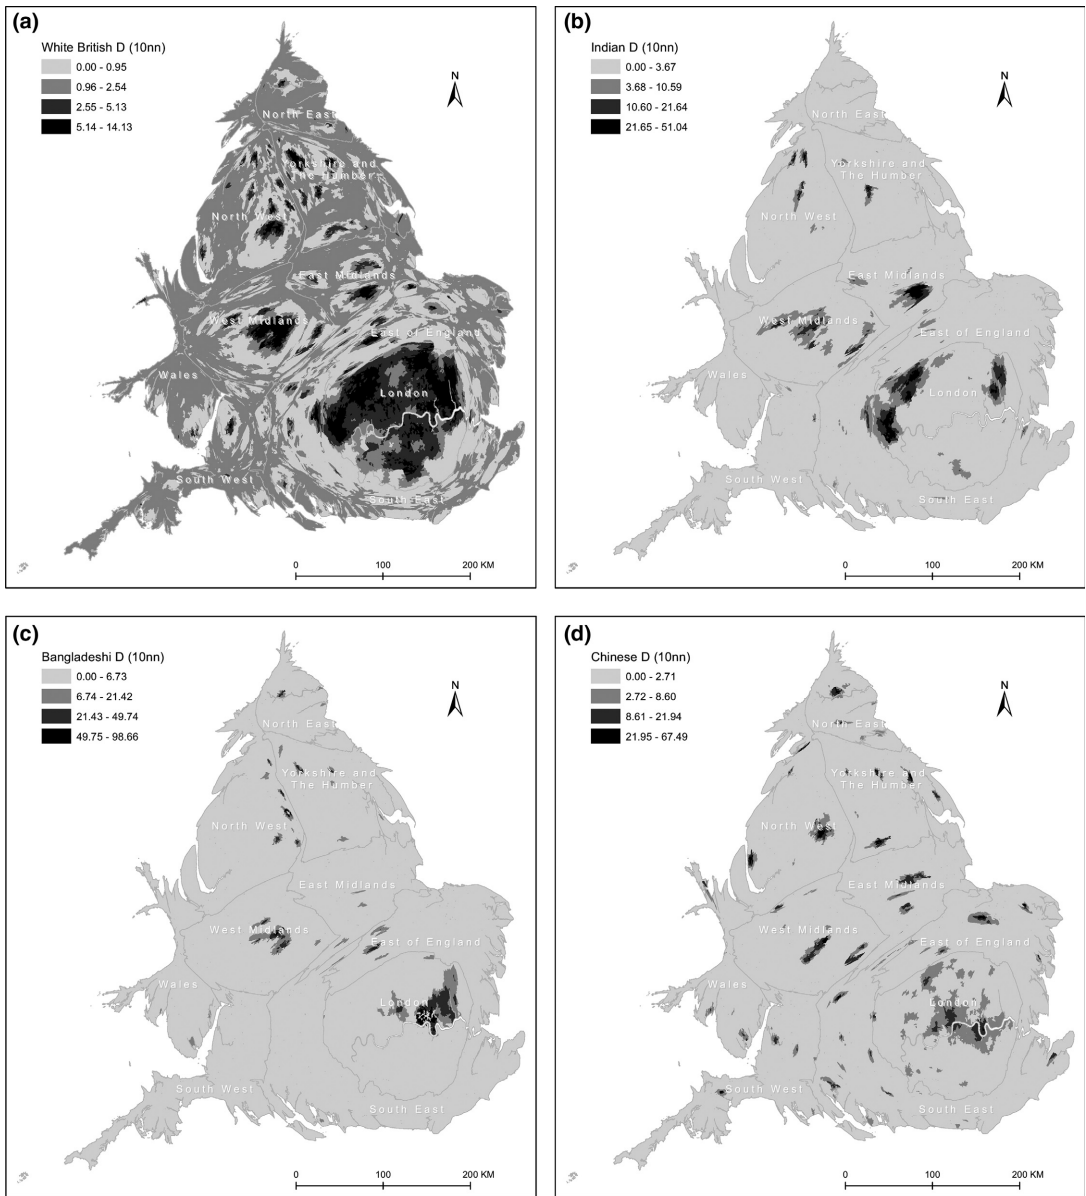 (a)
White British D (10nn)
0.00 - 0.95
0.96 - 2.54
2.55 - 5.13
5.14 - 14.13
N
North East
Yorkshire and
The Humber
North West
East Midlands
West Midlands
East of England
Wales
London
South West
South East
0 100 200 KM
(b)
Indian D (10nn)
0.00 - 3.67
3.68 - 10.59
10.60 - 21.64
21.65 - 51.04
N
North East
Yorkshire and
The Humber
North West
East Midlands
West Midlands
East of England
Wales
London
South West
South East
0 100 200 KM
(c)
Bangladeshi D (10nn)
0.00 - 6.73
6.74 - 21.42
21.43 - 49.74
49.75 - 98.66
N
North East
Yorkshire and
The Humber
North West
East Midlands
West Midlands
East of England
Wales
London
South West
South East
0 100 200 KM
(d)
Chinese D (10nn)
0.00 - 2.71
2.72 - 8.60
8.61 - 21.94
21.95 - 67.49
N
North East
Yorkshire and
The Humber
North West
East Midlands
West Midlands
East of England
Wales
London
South West
South East
0 100 200 KM